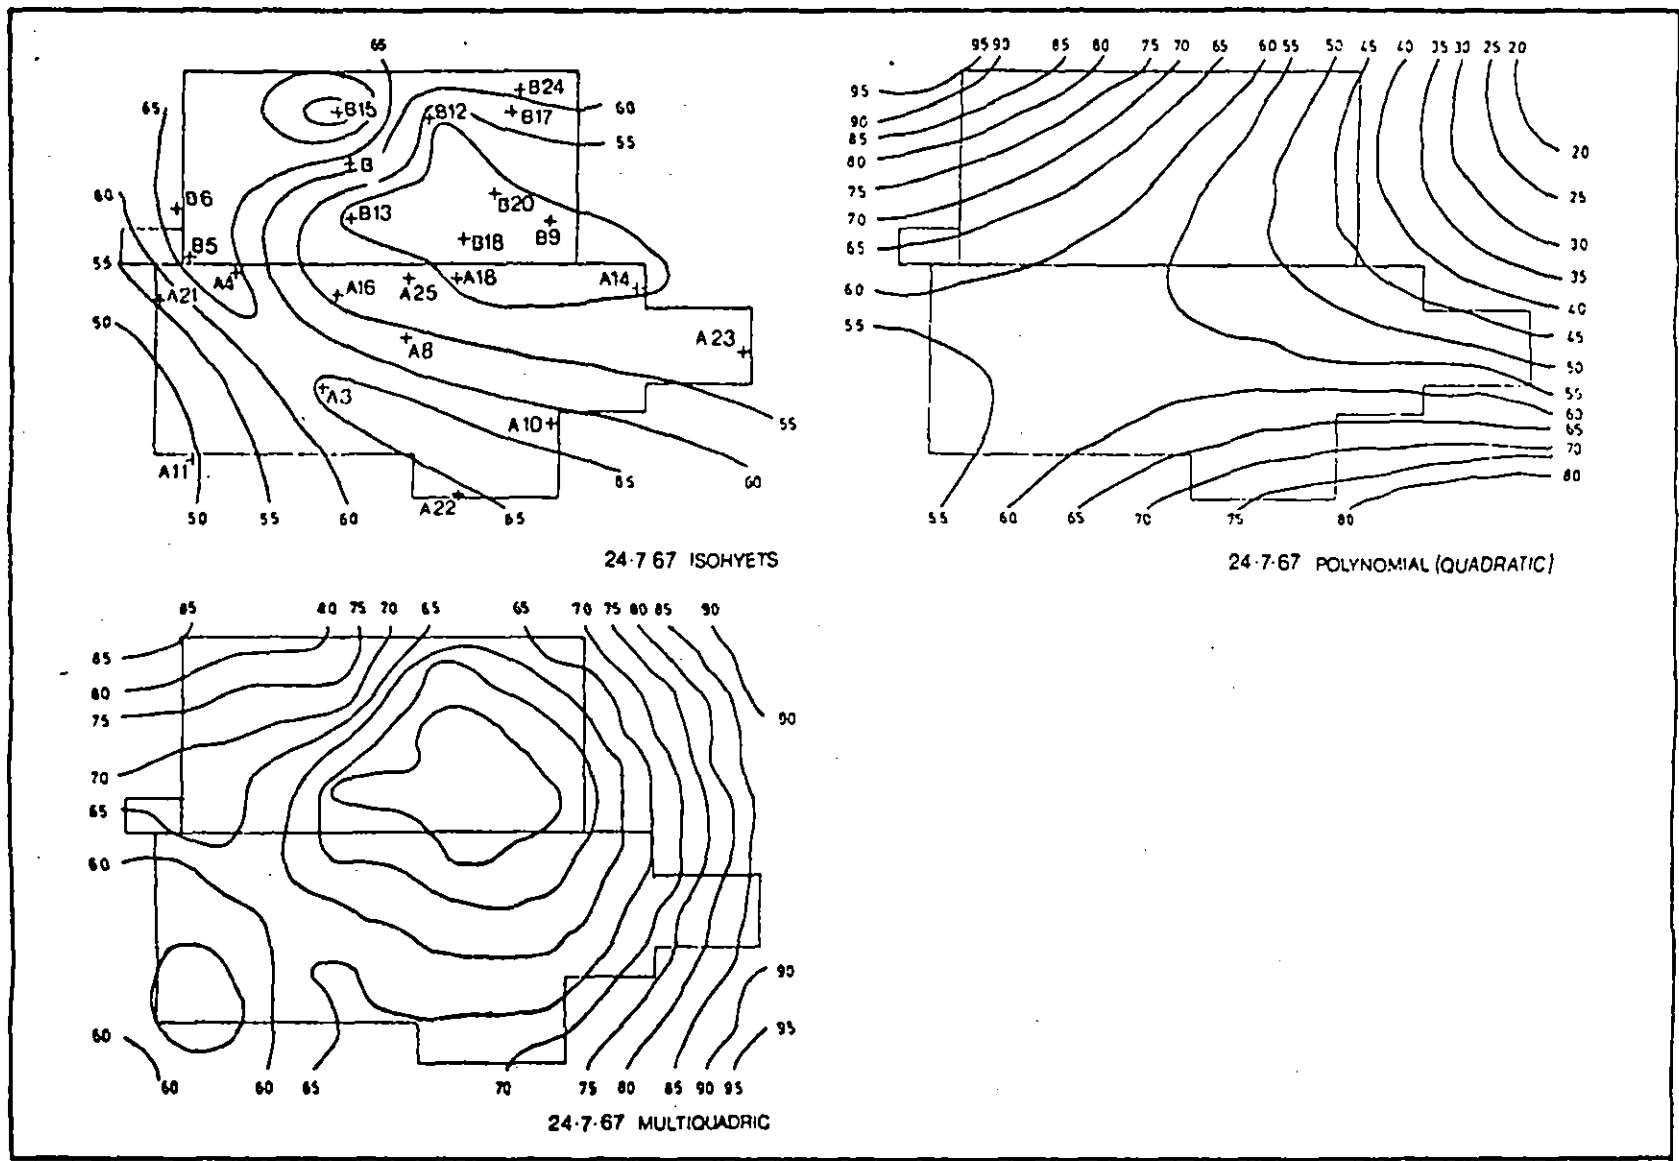 65
B24
65
B15
B12
B17
60
55
B
60
B6
B13
B20
B9
B18
B5
55
A4
A16
A25
A18
A14
A21
50
A8
A23
A3
A10
55
A11
65
60
A22
50
55
60
65
24·7 67 ISOHYETS
95 90 85 80 75 70 65 60 55 50 45 40 35 30 25 20
95
90
85
80
75
70
65
60
55
20
25
30
35
40
45
50
55
60
65
70
80
55 60 65 70 75 80
24·7·67 POLYNOMIAL (QUADRATIC)
85 80 75 70 65 65 70 75 80 85 90
85
80
75
70
65
60
90
90
95
60
60 60 65 70 75 80 85 90 95
24·7·67 MULTIQUADRIC